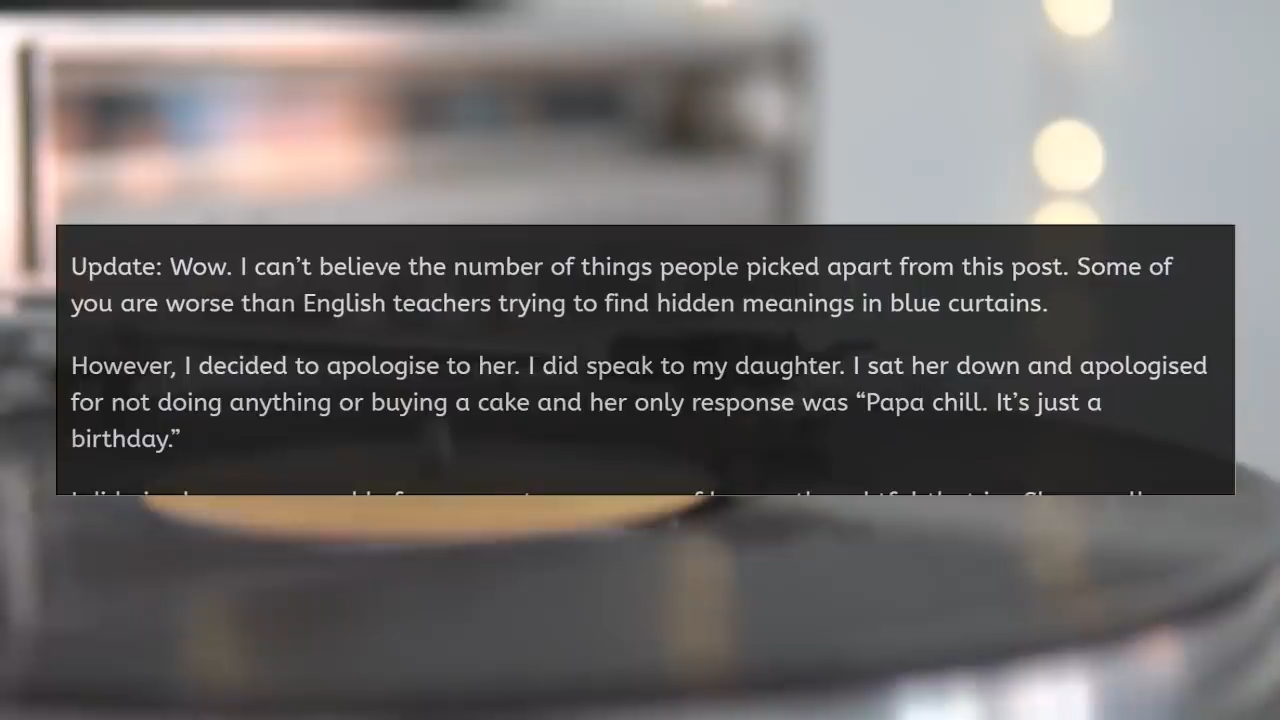 Update: Wow. I can’t believe the number of things people picked apart from this post. Some of
you are worse than English teachers trying to find hidden meanings in blue curtains.
However, I decided to apologise to her. I did speak to my daughter. I sat her down and apologised
for not doing anything or buying a cake and her only response was “Papa chill. It’s just a
birthday.”